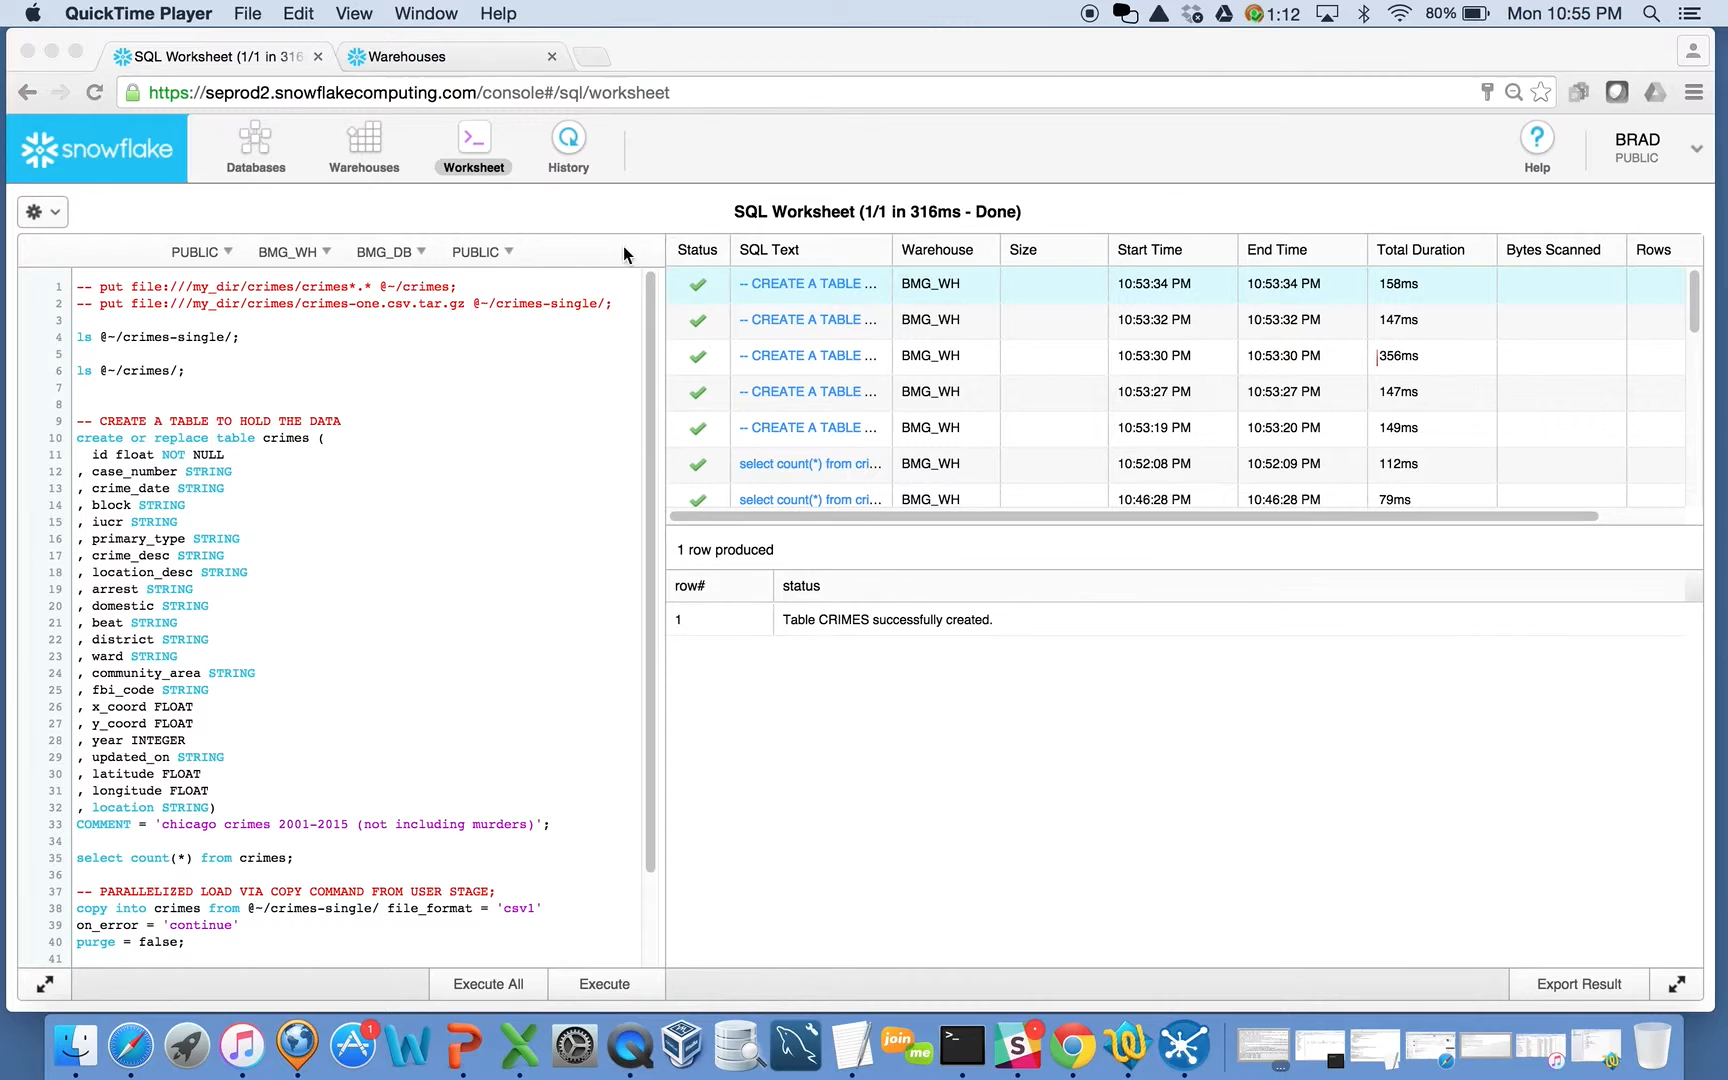 QuickTime Player File Edit View Window Help 1:12 80% Mon 10:55 PM
SQL Worksheet (1/1 in 316 Warehouses
https://seprod2.snowflakecomputing.com/console#/sql/worksheet
snowflake Databases Warehouses Worksheet History Help BRAD PUBLIC
SQL Worksheet (1/1 in 316ms - Done)
PUBLIC BMG_WH BMG_DB PUBLIC
1 -- put file:///my_dir/crimes/crimes*.* @~/crimes;
2 -- put file:///my_dir/crimes/crimes-one.csv.tar.gz @~/crimes-single/;
3
4 ls @~/crimes-single/;
5
6 ls @~/crimes/;
7
8
9 -- CREATE A TABLE TO HOLD THE DATA
10 create or replace table crimes (
11 id float NOT NULL
12 , case_number STRING
13 , crime_date STRING
14 , block STRING
15 , iucr STRING
16 , primary_type STRING
17 , crime_desc STRING
18 , location_desc STRING
19 , arrest STRING
20 , domestic STRING
21 , beat STRING
22 , district STRING
23 , ward STRING
24 , community_area STRING
25 , fbi_code STRING
26 , x_coord FLOAT
27 , y_coord FLOAT
28 , year INTEGER
29 , updated_on STRING
30 , latitude FLOAT
31 , longitude FLOAT
32 , location STRING)
33 COMMENT = 'chicago crimes 2001-2015 (not including murders)';
34
35 select count(*) from crimes;
36
37 -- PARALLELIZED LOAD VIA COPY COMMAND FROM USER STAGE;
38 copy into crimes from @~/crimes-single/ file_format = 'csv1'
39 on_error = 'continue'
40 purge = false;
41
Execute All Execute
Status SQL Text Warehouse Size Start Time End Time Total Duration Bytes Scanned Rows
-- CREATE A TABLE ... BMG_WH 10:53:34 PM 10:53:34 PM 158ms
-- CREATE A TABLE ... BMG_WH 10:53:32 PM 10:53:32 PM 147ms
-- CREATE A TABLE ... BMG_WH 10:53:30 PM 10:53:30 PM 356ms
-- CREATE A TABLE ... BMG_WH 10:53:27 PM 10:53:27 PM 147ms
-- CREATE A TABLE ... BMG_WH 10:53:19 PM 10:53:20 PM 149ms
select count(*) from cri... BMG_WH 10:52:08 PM 10:52:09 PM 112ms
select count(*) from cri... BMG_WH 10:46:28 PM 10:46:28 PM 79ms
1 row produced
row# status
1 Table CRIMES successfully created.
Export Result
1
join
me